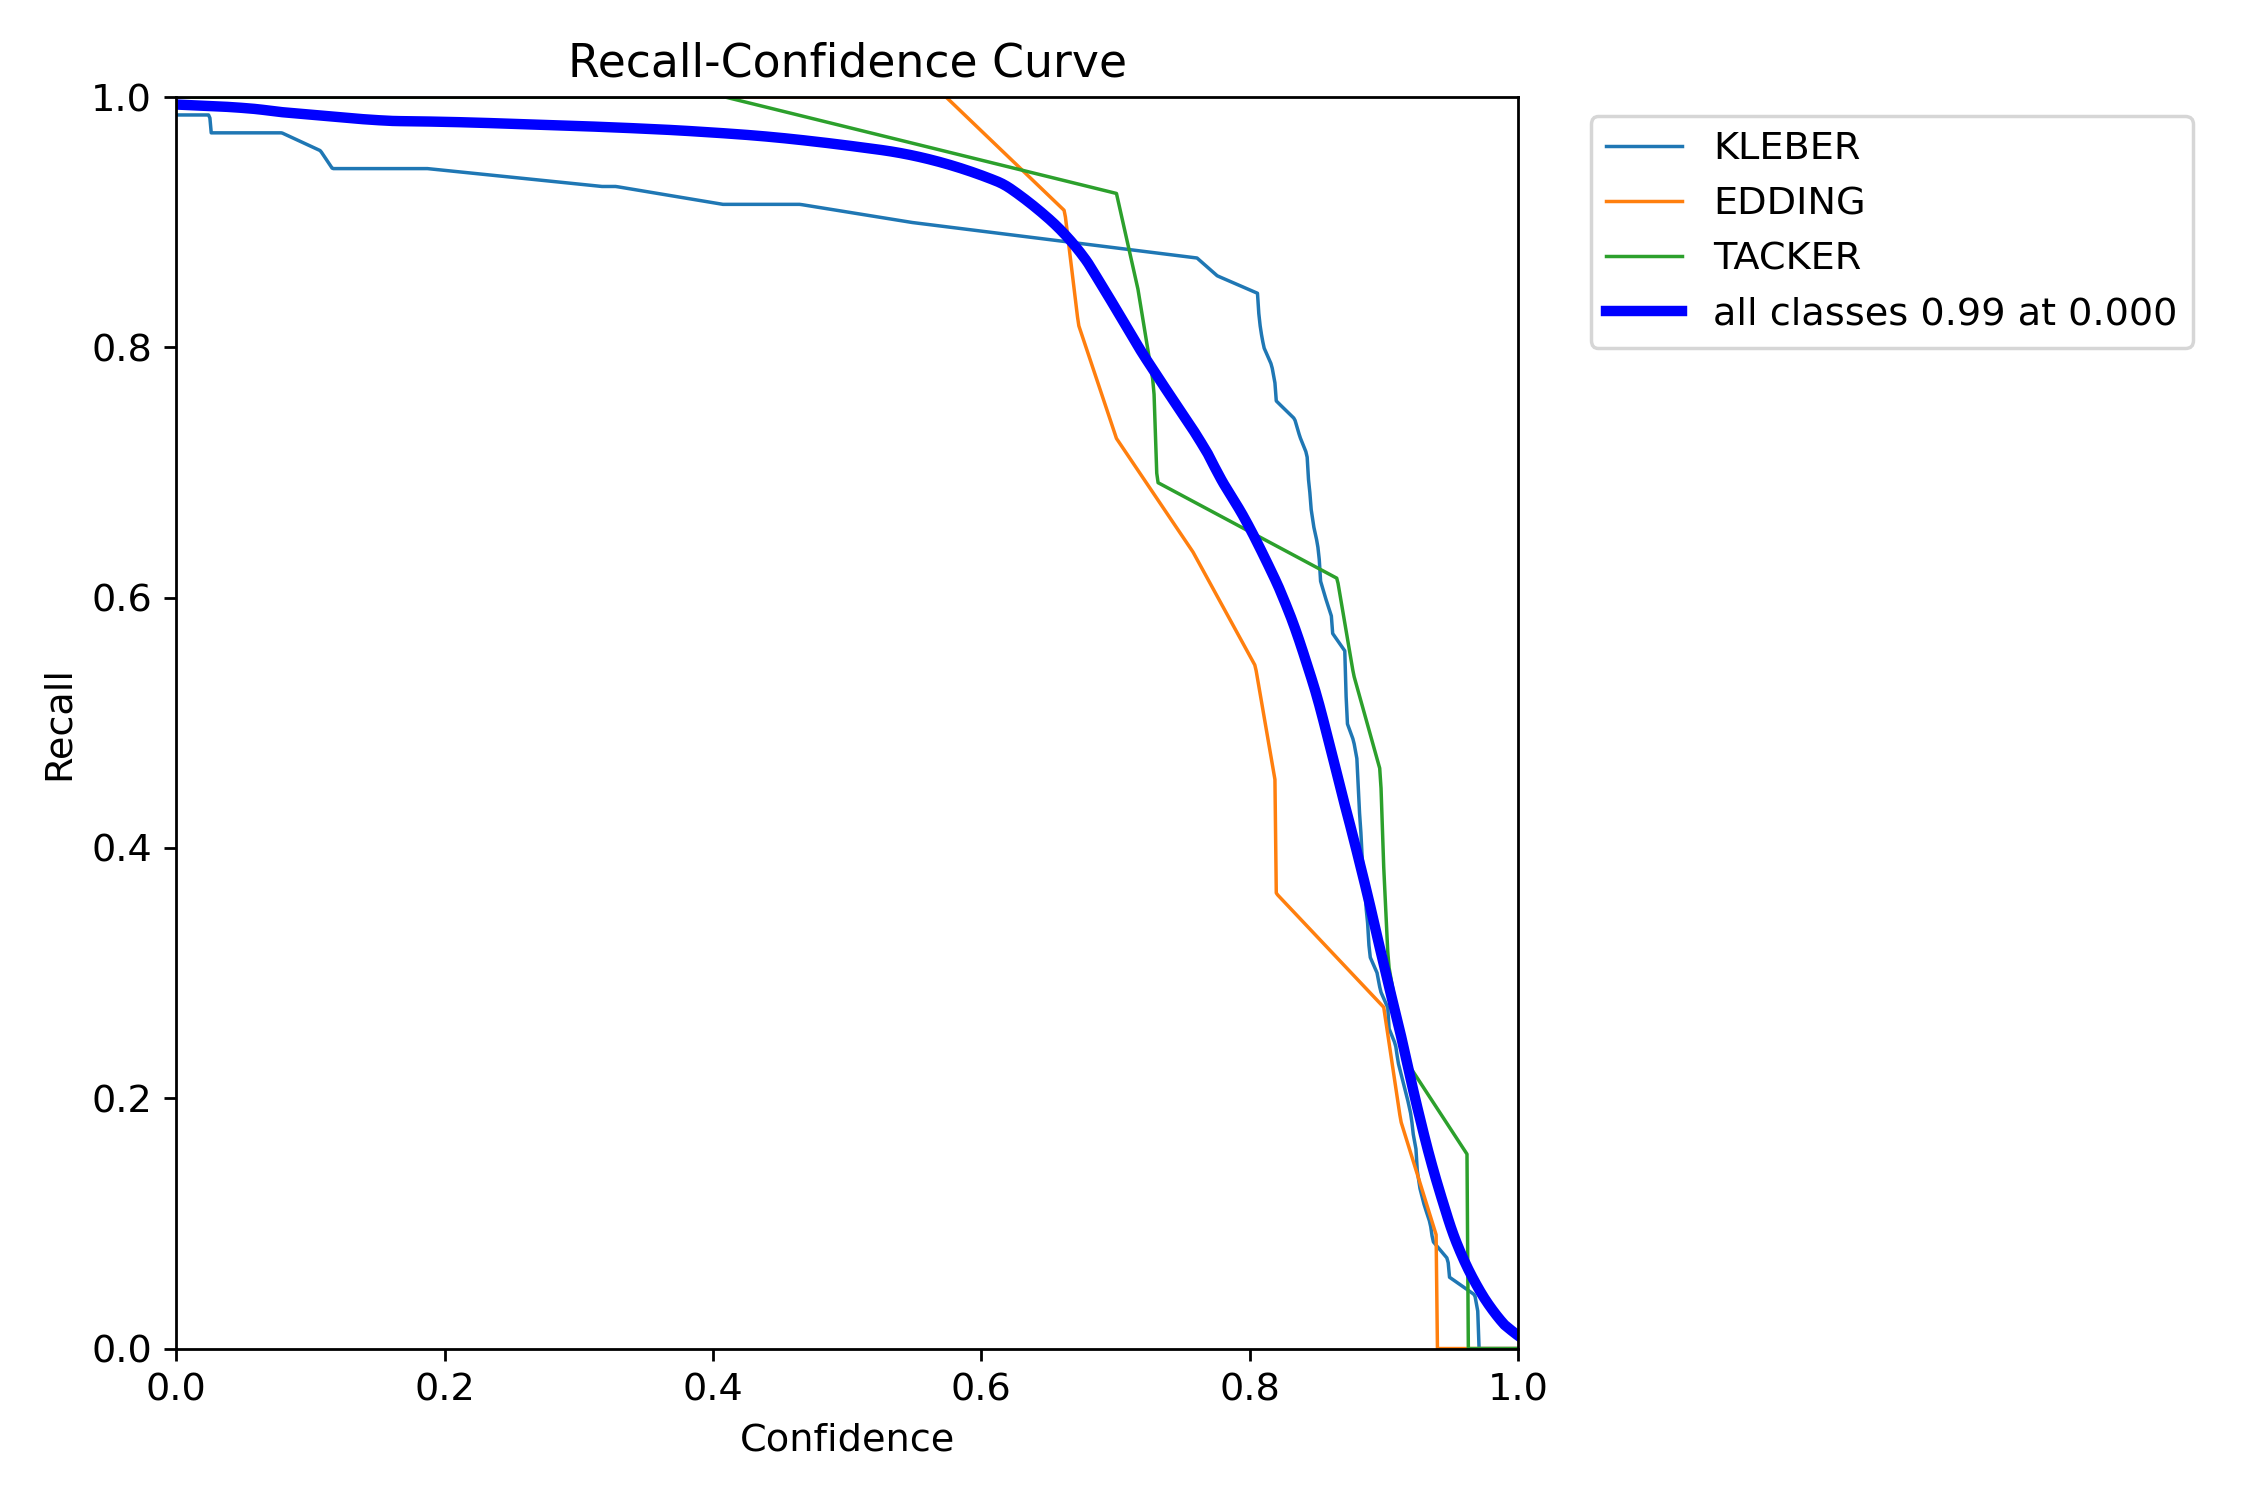 Recall-Confidence Curve
1.0
0.8
0.6
0.4
0.2
0.0
Recall
0.0 0.2 0.4 0.6 0.8 1.0
Confidence
KLEBER
EDDING
TACKER
all classes 0.99 at 0.000